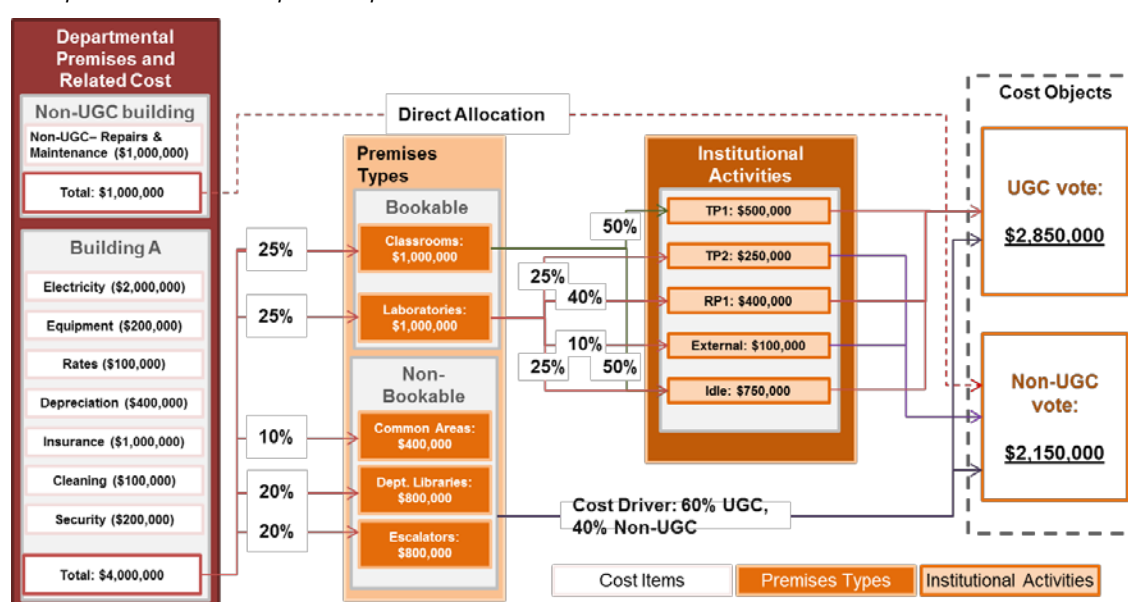 Departmental
Premises and
Related Cost
Non-UGC building
Non-UGC– Repairs &
Maintenance ($1,000,000)
Total: $1,000,000
Building A
Electricity ($2,000,000)
Equipment ($200,000)
Rates ($100,000)
Depreciation ($400,000)
Insurance ($1,000,000)
Cleaning ($100,000)
Security ($200,000)
Total: $4,000,000
Direct Allocation
25%
25%
10%
20%
20%
Premises
Types
Bookable
Classrooms:
$1,000,000
Laboratories:
$1,000,000
Non-
Bookable
Common Areas:
$400,000
Dept. Libraries:
$800,000
Escalators:
$800,000
50%
25%
40%
10%
25%
50%
Institutional
Activities
TP1: $500,000
TP2: $250,000
RP1: $400,000
External: $100,000
Idle: $750,000
Cost Driver: 60% UGC,
40% Non-UGC
Cost Objects
UGC vote:
$2,850,000
Non-UGC
vote:
$2,150,000
Cost Items
Premises Types
Institutional Activities